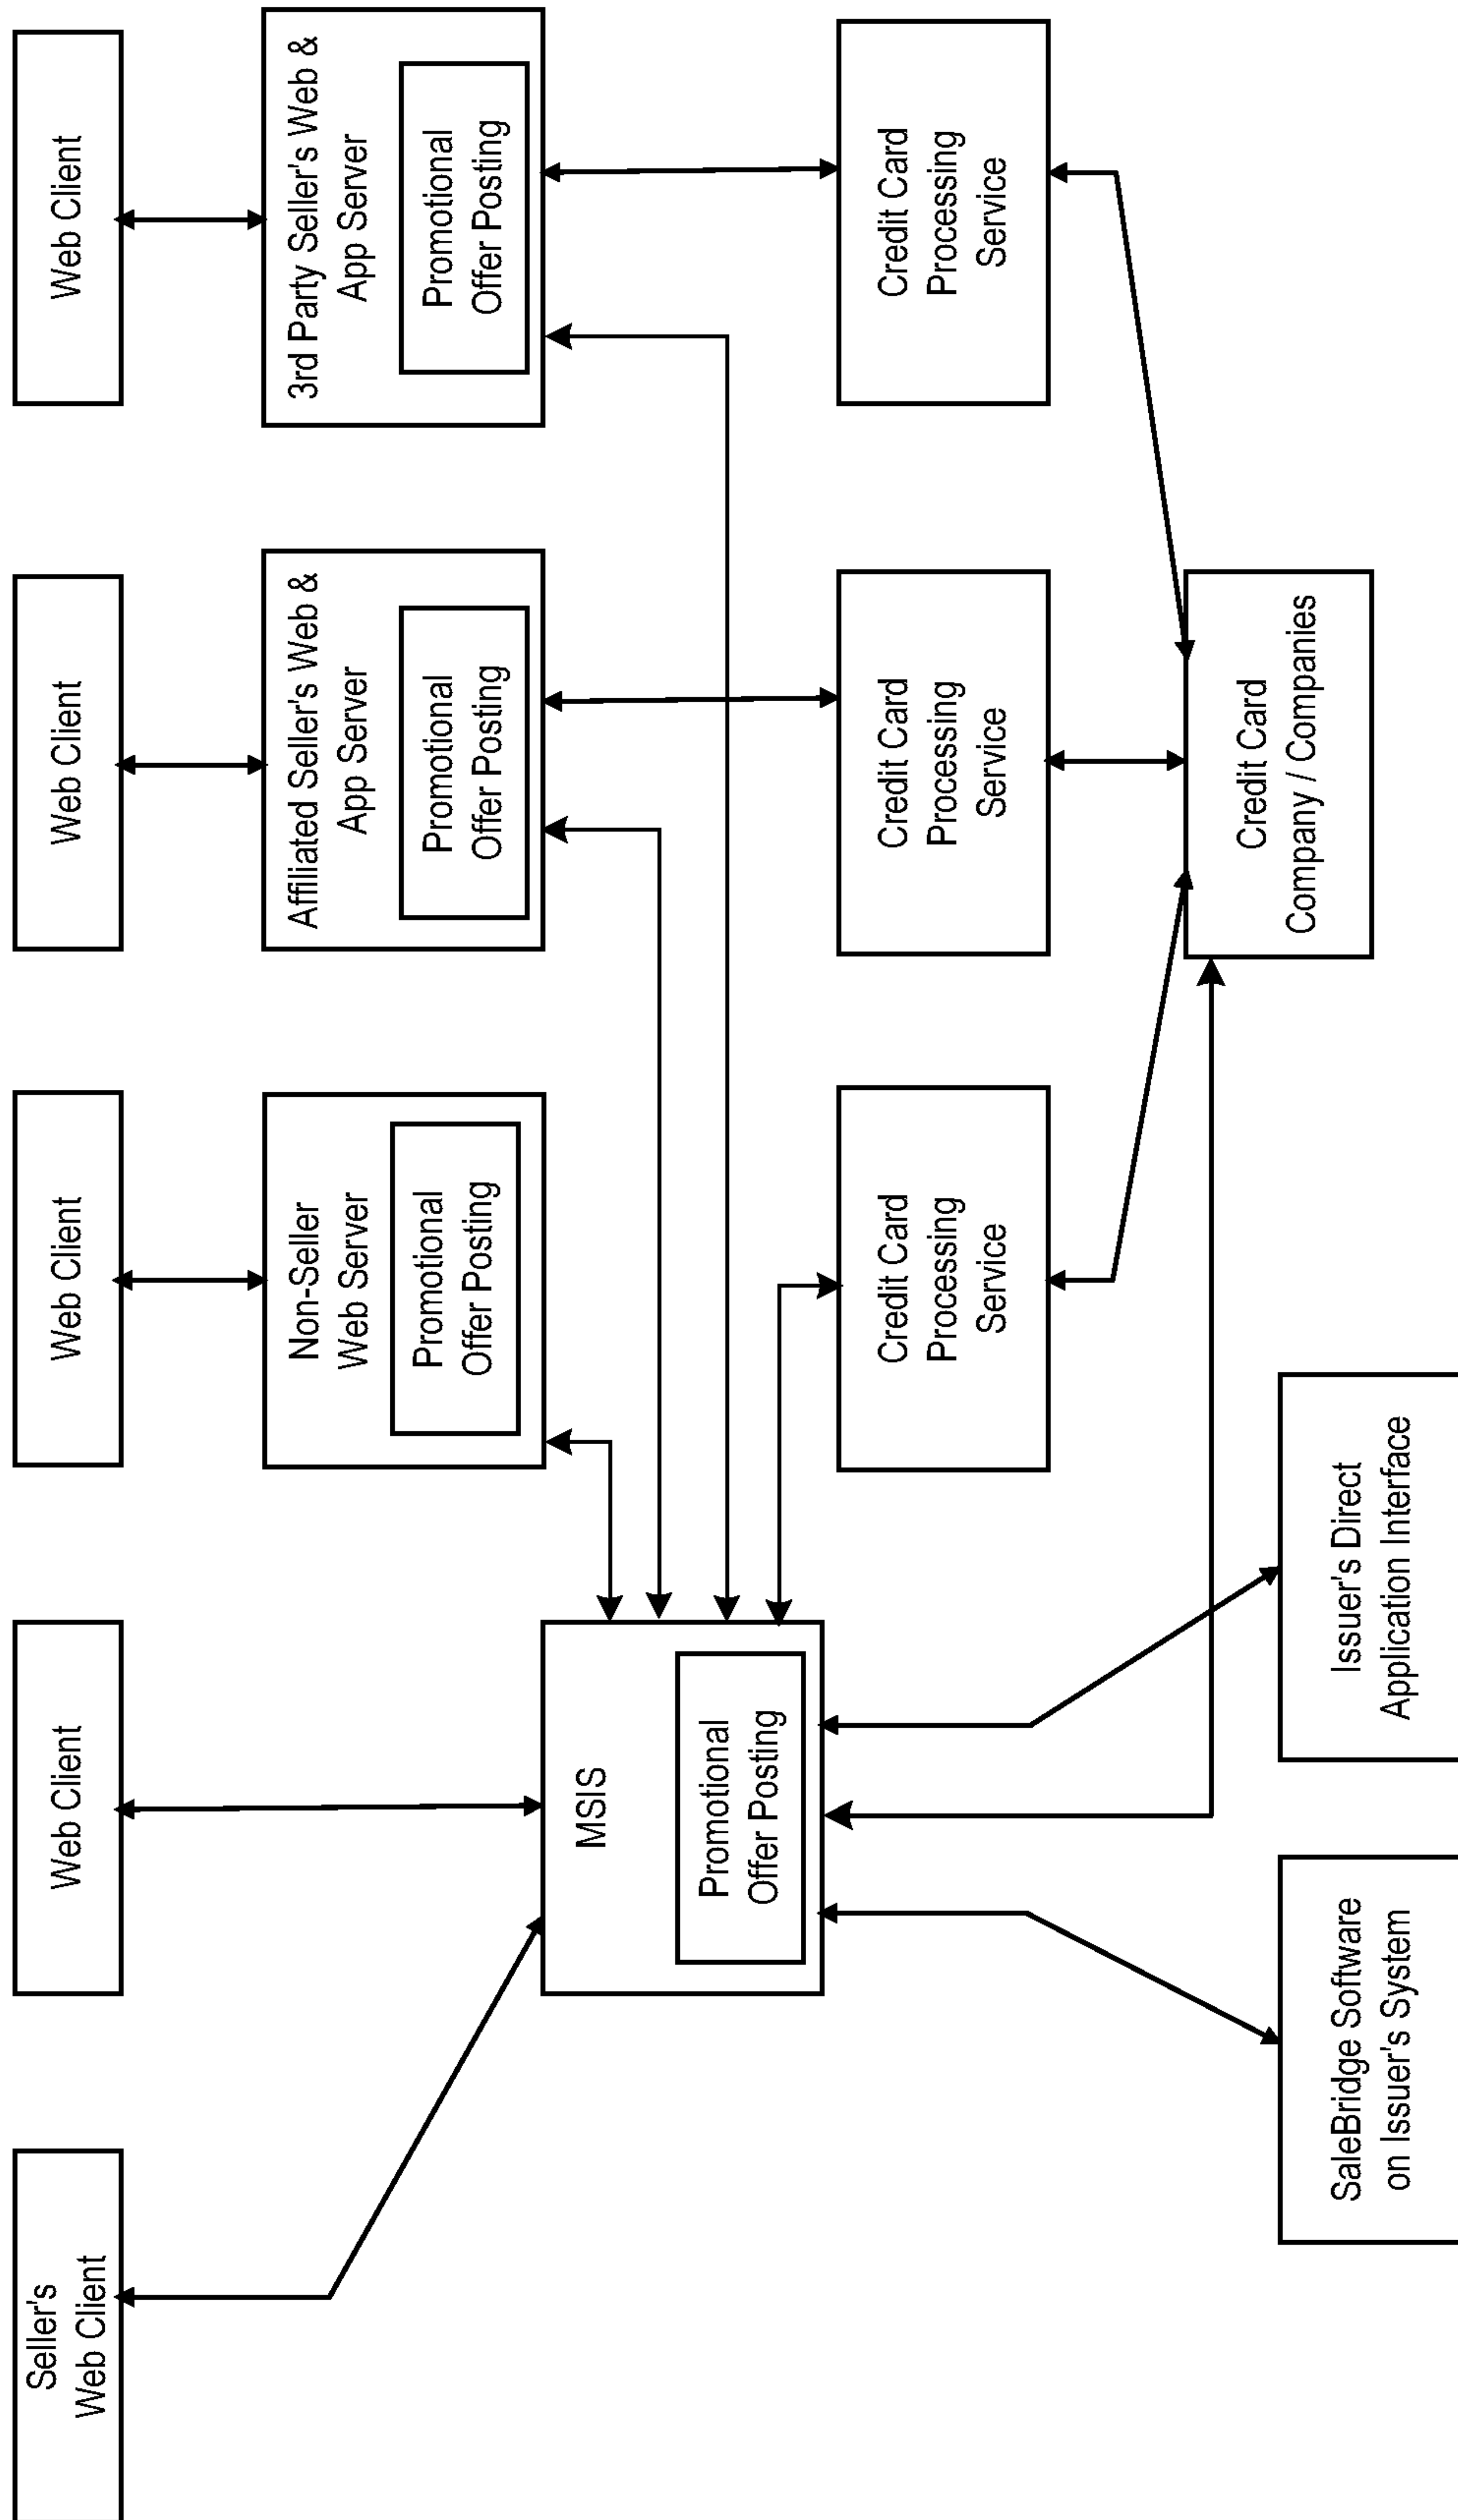 Seller's
Web Client
Web Client
Web Client
Web Client
Web Client
Non-Seller
Web Server
Promotional
Offer Posting
Affiliated Seller's Web &
App Server
Promotional
Offer Posting
3rd Party Seller's Web &
App Server
Promotional
Offer Posting
MSIS
Promotional
Offer Posting
Credit Card
Processing
Service
Credit Card
Processing
Service
Credit Card
Processing
Service
Credit Card
Company / Companies
SaleBridge Software
on Issuer's System
Issuer's Direct
Application Interface